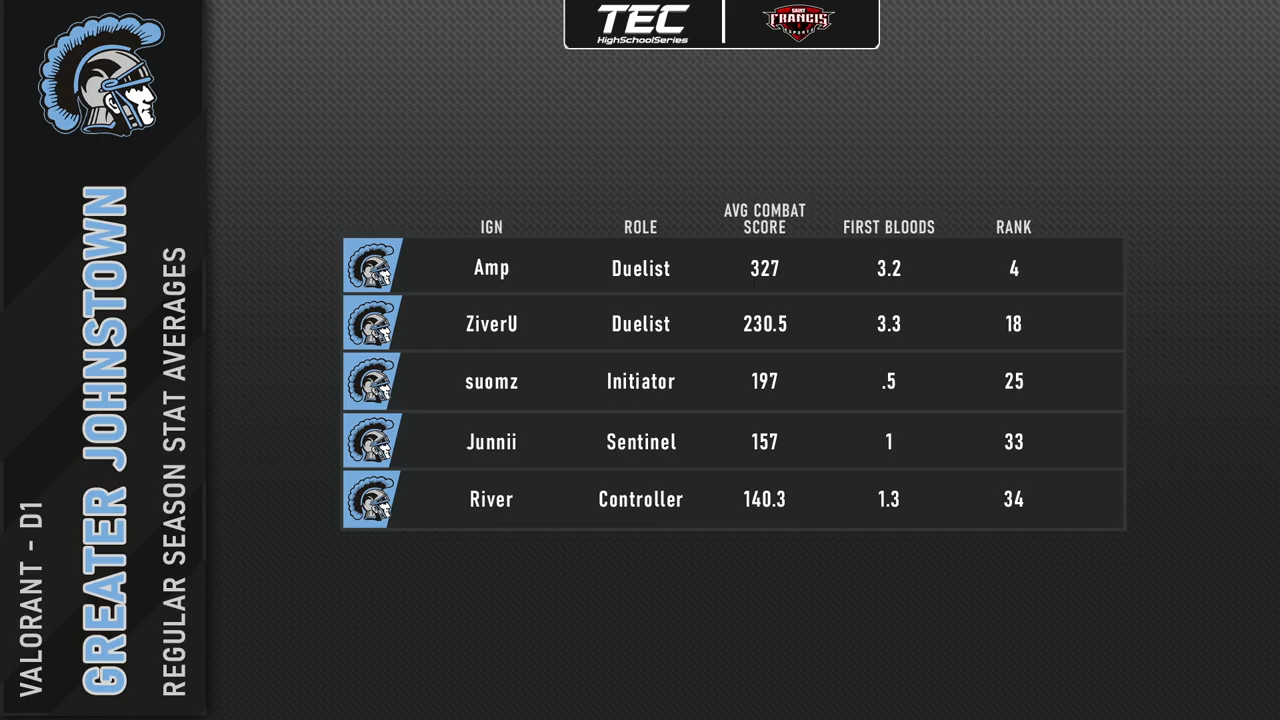 TEC
HighSchoolSeries
SAINT
FRANCIS
ESPORTS
VALORANT - D1
GREATER JOHNSTOWN
REGULAR SEASON STAT AVERAGES
IGN ROLE AVG COMBAT SCORE FIRST BLOODS RANK
Amp Duelist 327 3.2 4
ZiverU Duelist 230.5 3.3 18
suomz Initiator 197 .5 25
Junnii Sentinel 157 1 33
River Controller 140.3 1.3 34